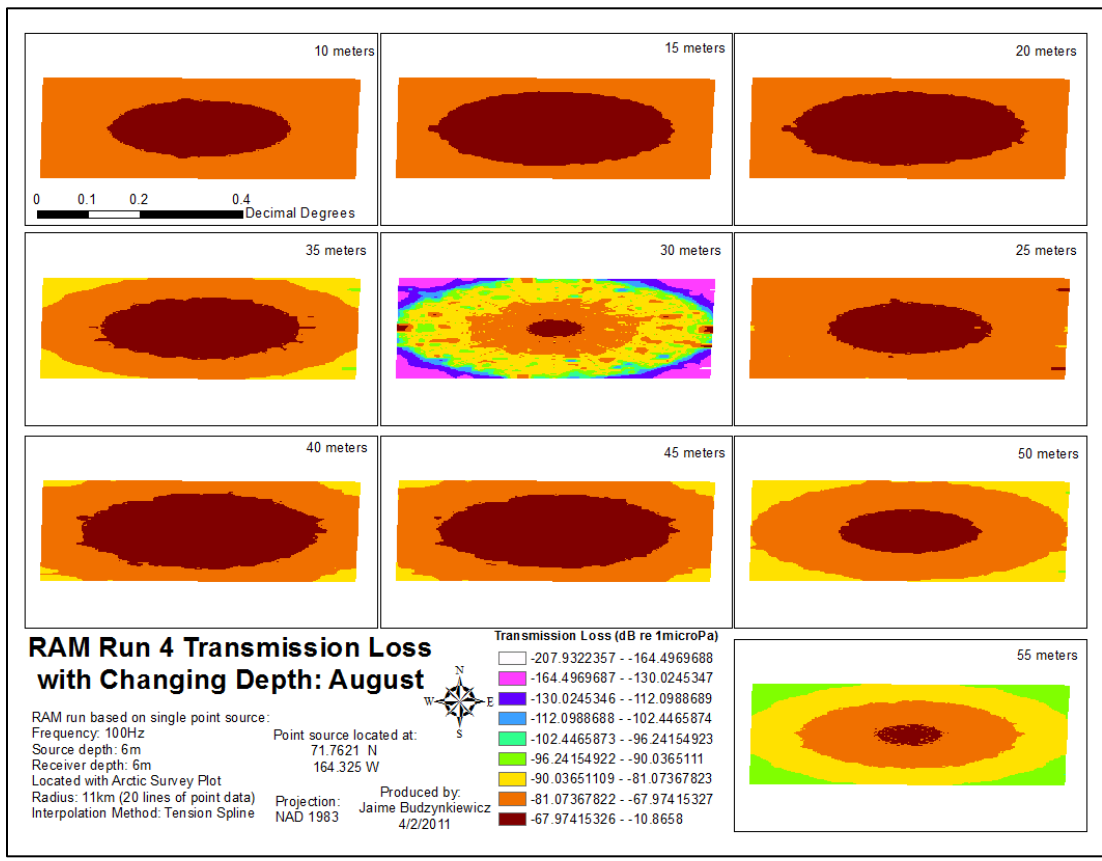 10 meters
15 meters
20 meters
0 0.1 0.2 0.4
Decimal Degrees
35 meters
30 meters
25 meters
40 meters
45 meters
50 meters
RAM Run 4 Transmission Loss
with Changing Depth: August
N
W E
S
RAM run based on single point source:
Frequency: 100Hz
Source depth: 6m
Receiver depth: 6m
Located with Arctic Survey Plot
Radius: 11km (20 lines of point data)
Interpolation Method: Tension Spline
Point source located at:
71.7621 N
164.325 W
Projection:
NAD 1983
Produced by:
Jaime Budzynkiewicz
4/2/2011
Transmission Loss (dB re 1microPa)
-207.9322357 - -164.4969688
-164.4969687 - -130.0245347
-130.0245346 - -112.0988689
-112.0988688 - -102.4465874
-102.4465873 - -96.24154923
-96.24154922 - -90.0365111
-90.03651109 - -81.07367823
-81.07367822 - -67.97415327
-67.97415326 - -10.8658
55 meters